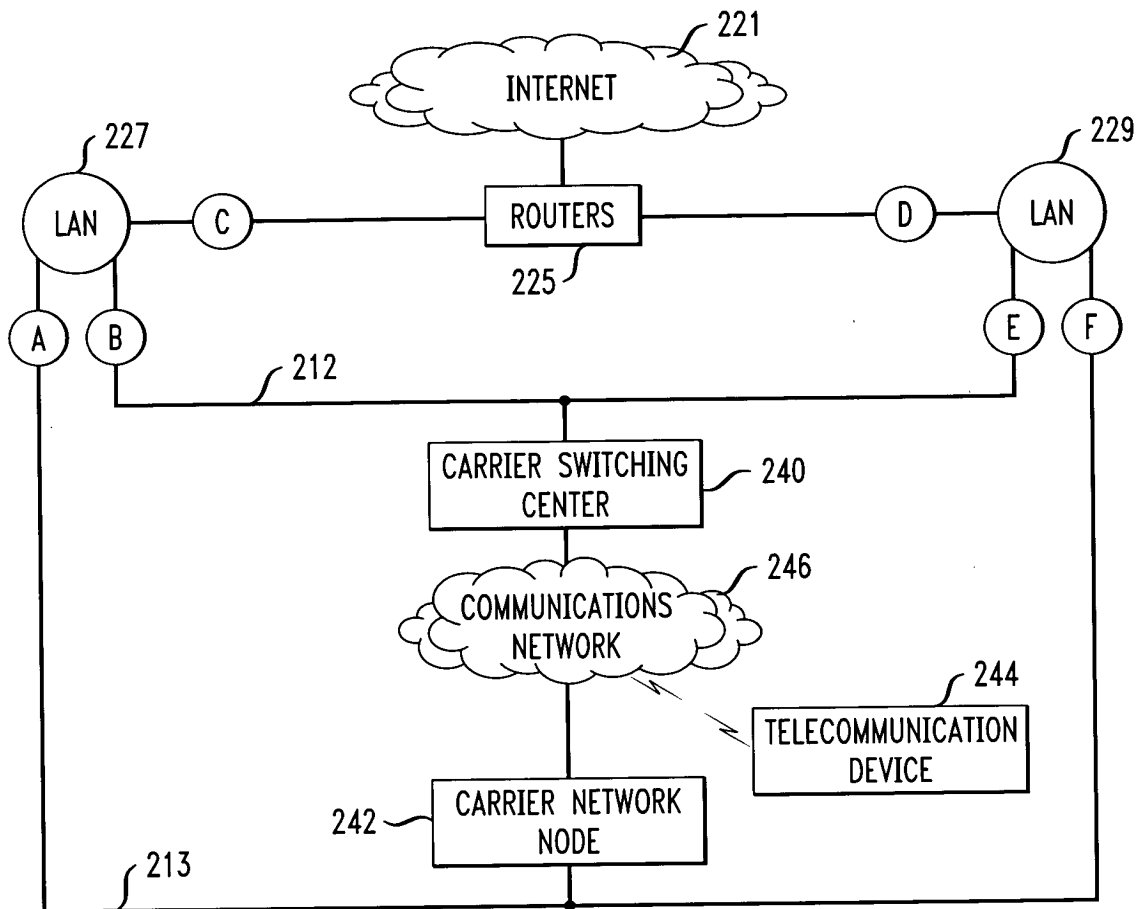 221
INTERNET
227
229
LAN
C
ROUTERS
D
LAN
225
A
B
E
F
212
CARRIER SWITCHING
CENTER
240
246
COMMUNICATIONS
NETWORK
244
TELECOMMUNICATION
DEVICE
242
CARRIER NETWORK
NODE
213